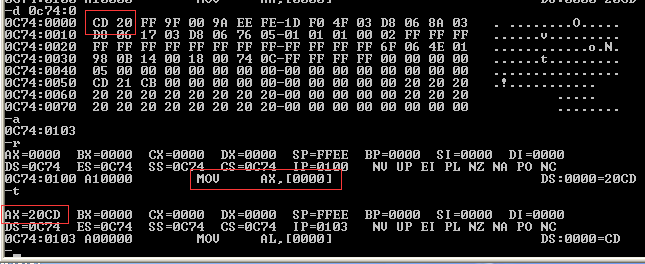 -d 0c74:0
0C74:0000 CD 20 FF 9F 00 9A EE FE-1D F0 4F 03 D8 06 8A 03 . ........O.....
0C74:0010 D8 06 17 03 D8 06 76 05-01 01 01 00 02 FF FF FF ......v.........
0C74:0020 FF FF FF FF FF FF FF FF-FF FF FF FF 6F 06 4E 01 ............o.N.
0C74:0030 98 0B 14 00 18 00 74 0C-FF FF FF FF 00 00 00 00 ......t.........
0C74:0040 05 00 00 00 00 00 00 00-00 00 00 00 00 00 00 00 ................
0C74:0050 CD 21 CB 00 00 00 00 00-00 00 00 00 00 20 20 20 .!...........
0C74:0060 20 20 20 20 20 20 20 20-00 00 00 00 00 20 20 20 .....
0C74:0070 20 20 20 20 20 20 20 20-00 00 00 00 00 00 00 00 ........
-a
0C74:0103
-r
AX=0000 BX=0000 CX=0000 DX=0000 SP=FFEE BP=0000 SI=0000 DI=0000
DS=0C74 ES=0C74 SS=0C74 CS=0C74 IP=0100 NV UP EI PL NZ NA PO NC
0C74:0100 A10000 MOV AX,[0000] DS:0000=20CD
-t
AX=20CD BX=0000 CX=0000 DX=0000 SP=FFEE BP=0000 SI=0000 DI=0000
DS=0C74 ES=0C74 SS=0C74 CS=0C74 IP=0103 NV UP EI PL NZ NA PO NC
0C74:0103 A00000 MOV AL,[0000] DS:0000=CD
-